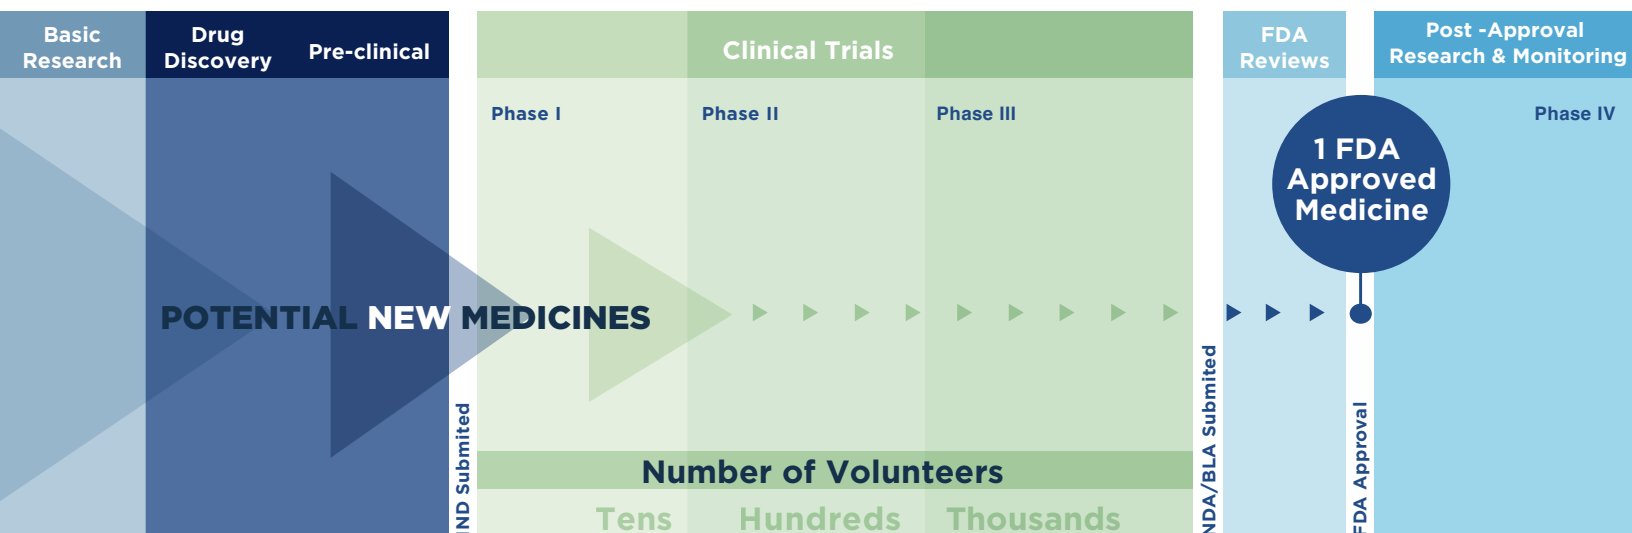 Basic
Research
Drug
Discovery
Pre-clinical
Clinical Trials
FDA
Reviews
Post -Approval
Research & Monitoring
Phase I
Phase II
Phase III
Phase IV
1 FDA
Approved
Medicine
POTENTIAL NEW MEDICINES
IND Submited
NDA/BLA Submited
FDA Approval
Number of Volunteers
Tens
Hundreds
Thousands